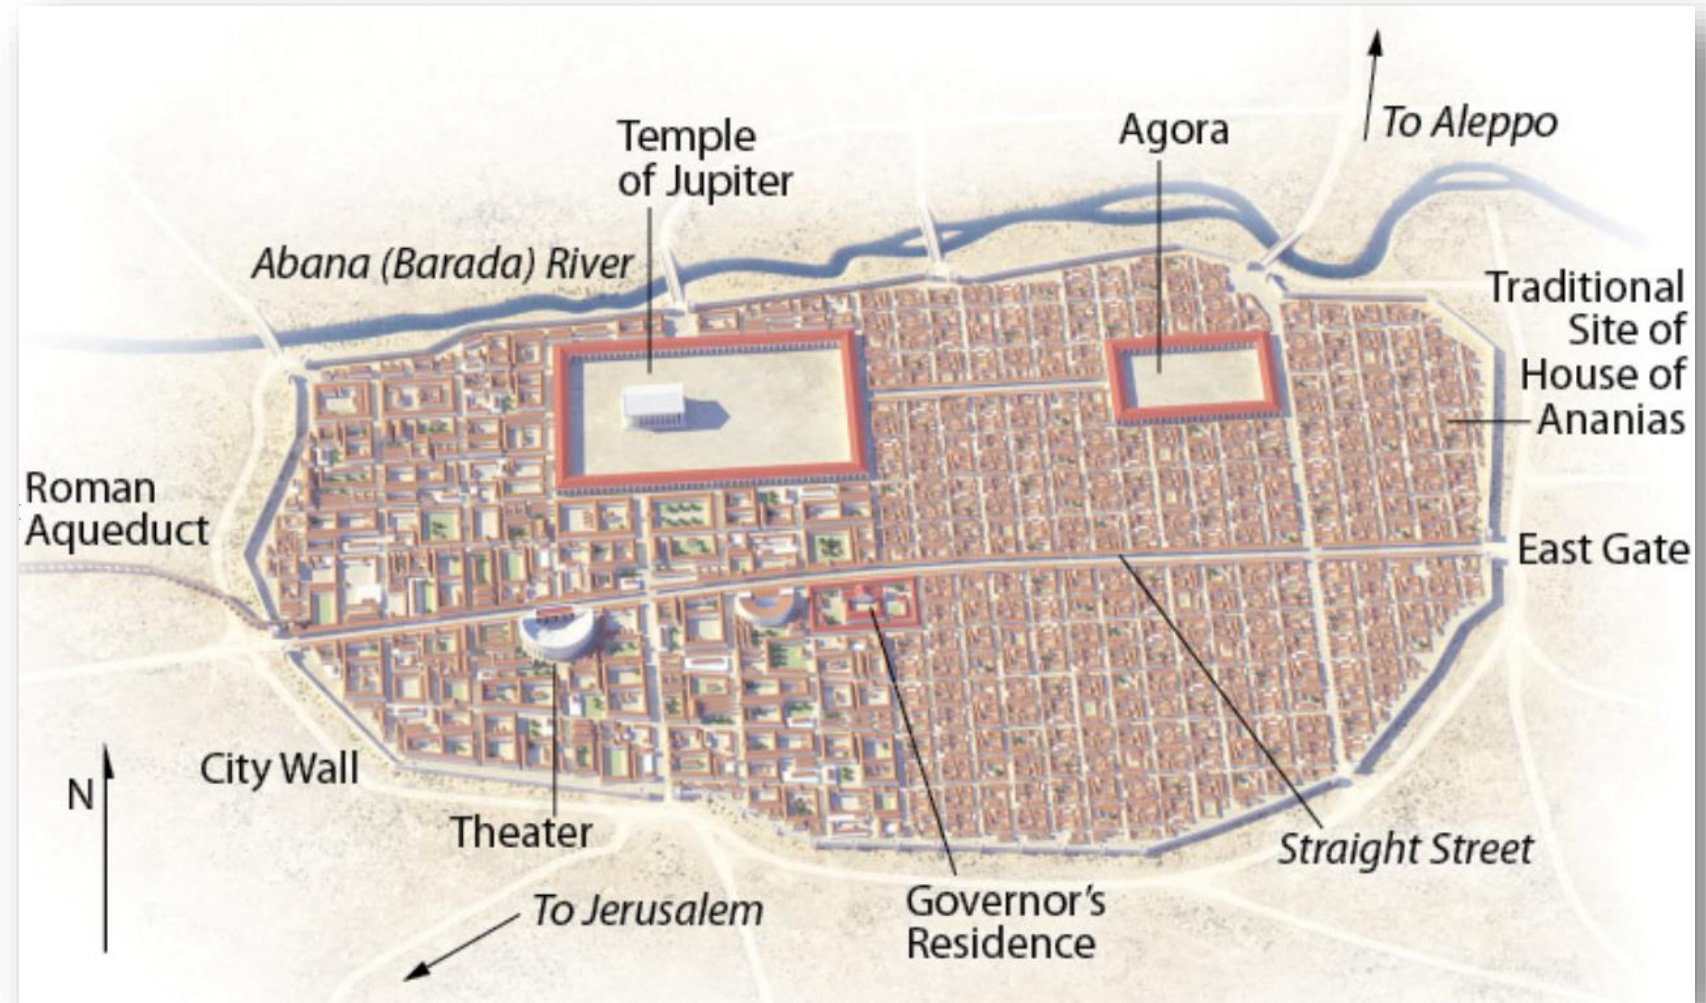 To Aleppo
Temple
of Jupiter
Agora
Abana (Barada) River
Traditional
Site of
House of
Ananias
Roman
Aqueduct
East Gate
City Wall
N
Theater
Straight Street
To Jerusalem
Governor's
Residence